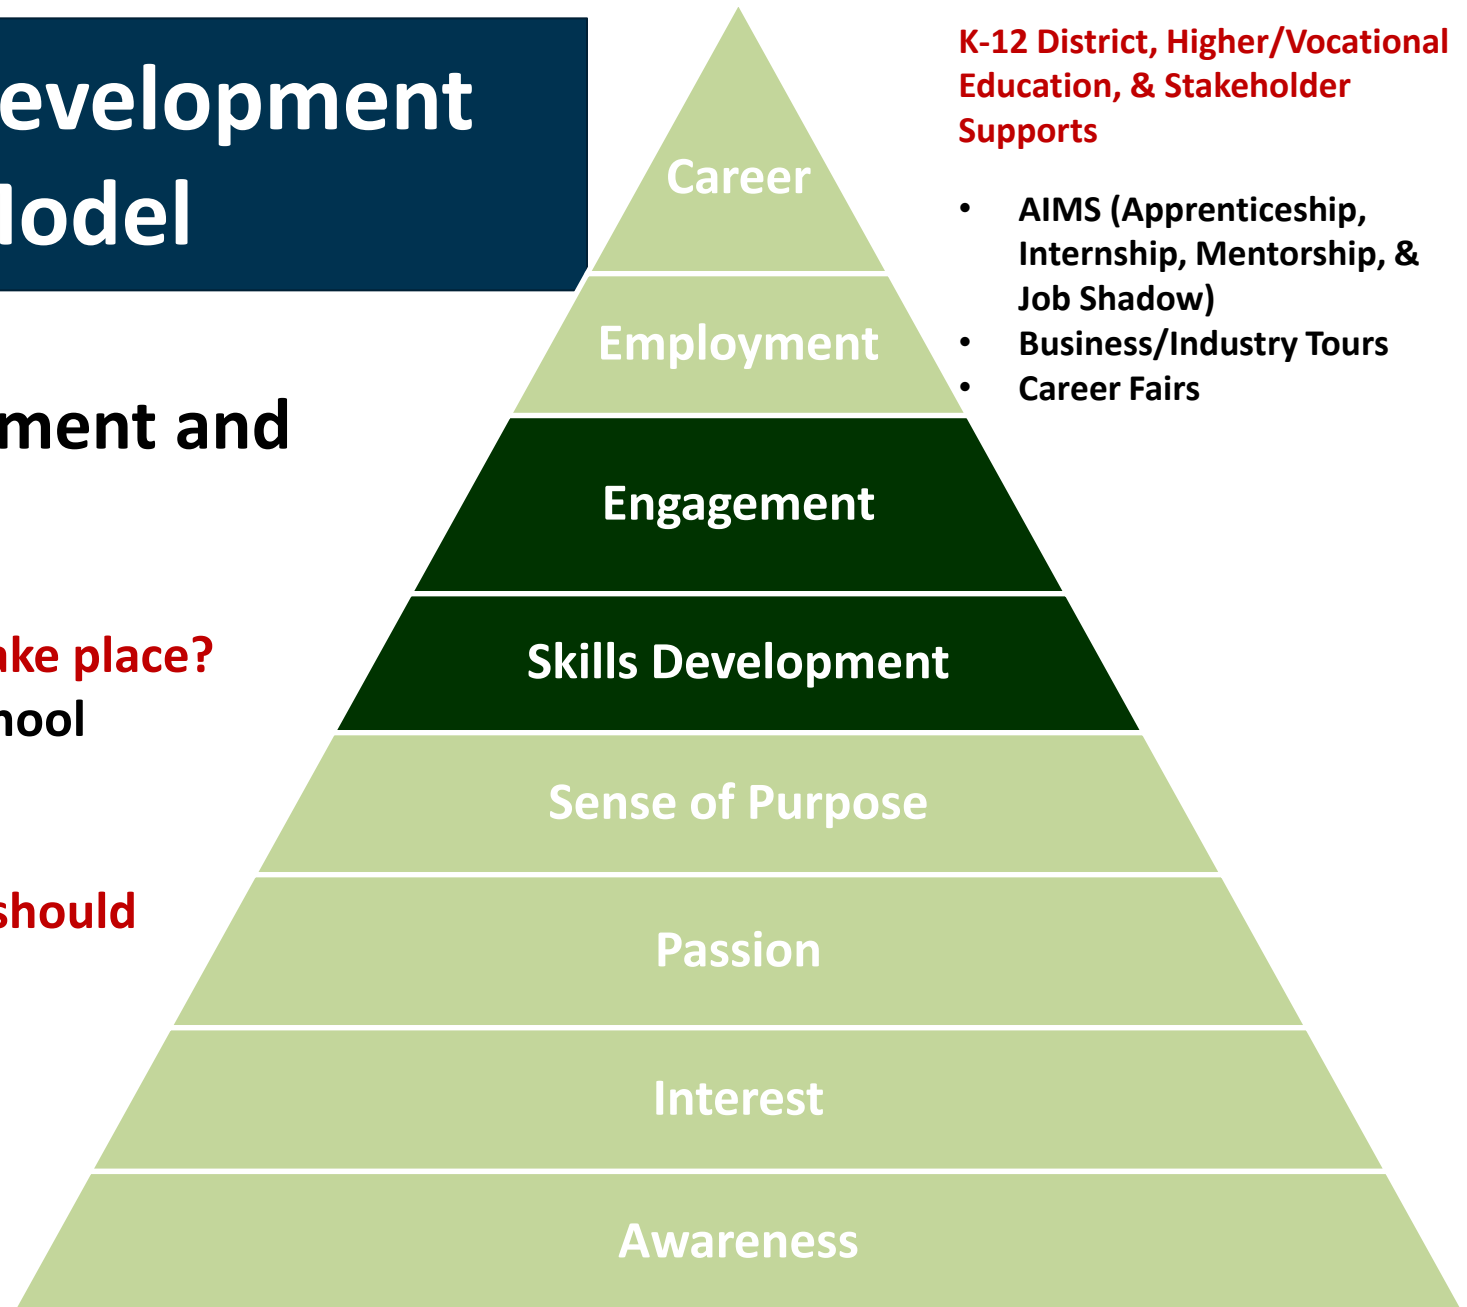 evelopment
odel
ment and
ake place?
hool
should
Career
Employment
Engagement
Skills Development
Sense of Purpose
Passion
Interest
Awareness
K-12 District, Higher/Vocational
Education, & Stakeholder
Supports
• AIMS (Apprenticeship,
Internship, Mentorship, &
Job Shadow)
• Business/Industry Tours
• Career Fairs